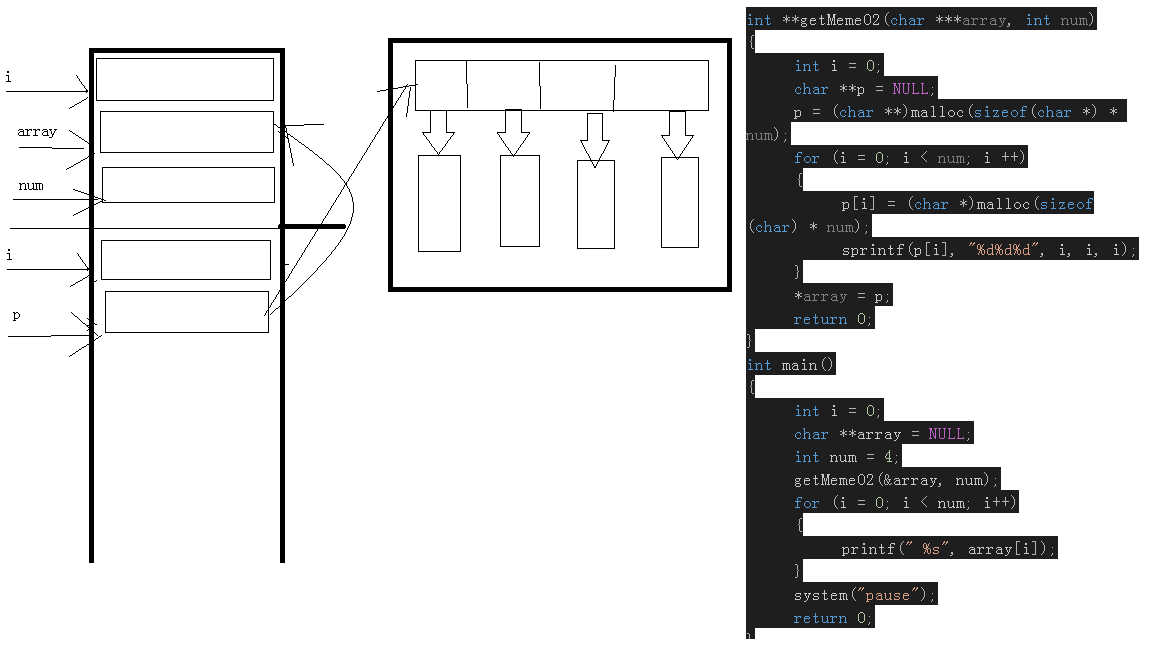 i
array
num
i
p
int **getMeme02(char ***array, int num)
{
int i = 0;
char **p = NULL;
p = (char **)malloc(sizeof(char *) *
num);
for (i = 0; i < num; i ++)
{
p[i] = (char *)malloc(sizeof
(char) * num);
sprintf(p[i], "%d%d%d", i, i, i);
}
*array = p;
return 0;
}
int main()
{
int i = 0;
char **array = NULL;
int num = 4;
getMeme02(&array, num);
for (i = 0; i < num; i++)
{
printf(" %s", array[i]);
}
system("pause");
return 0;
}